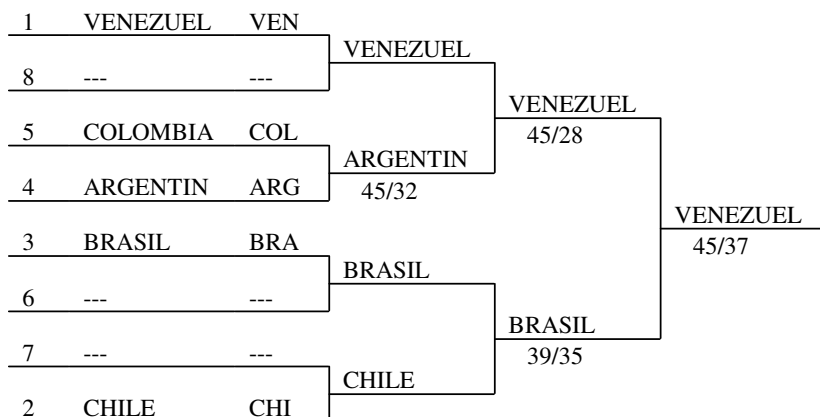 1 VENEZUEL VEN
VENEZUEL
8 --- ---
VENEZUEL
45/28
5 COLOMBIA COL
ARGENTIN
45/32
4 ARGENTIN ARG
VENEZUEL
45/37
3 BRASIL BRA
BRASIL
6 --- ---
BRASIL
39/35
7 --- ---
CHILE
2 CHILE CHI